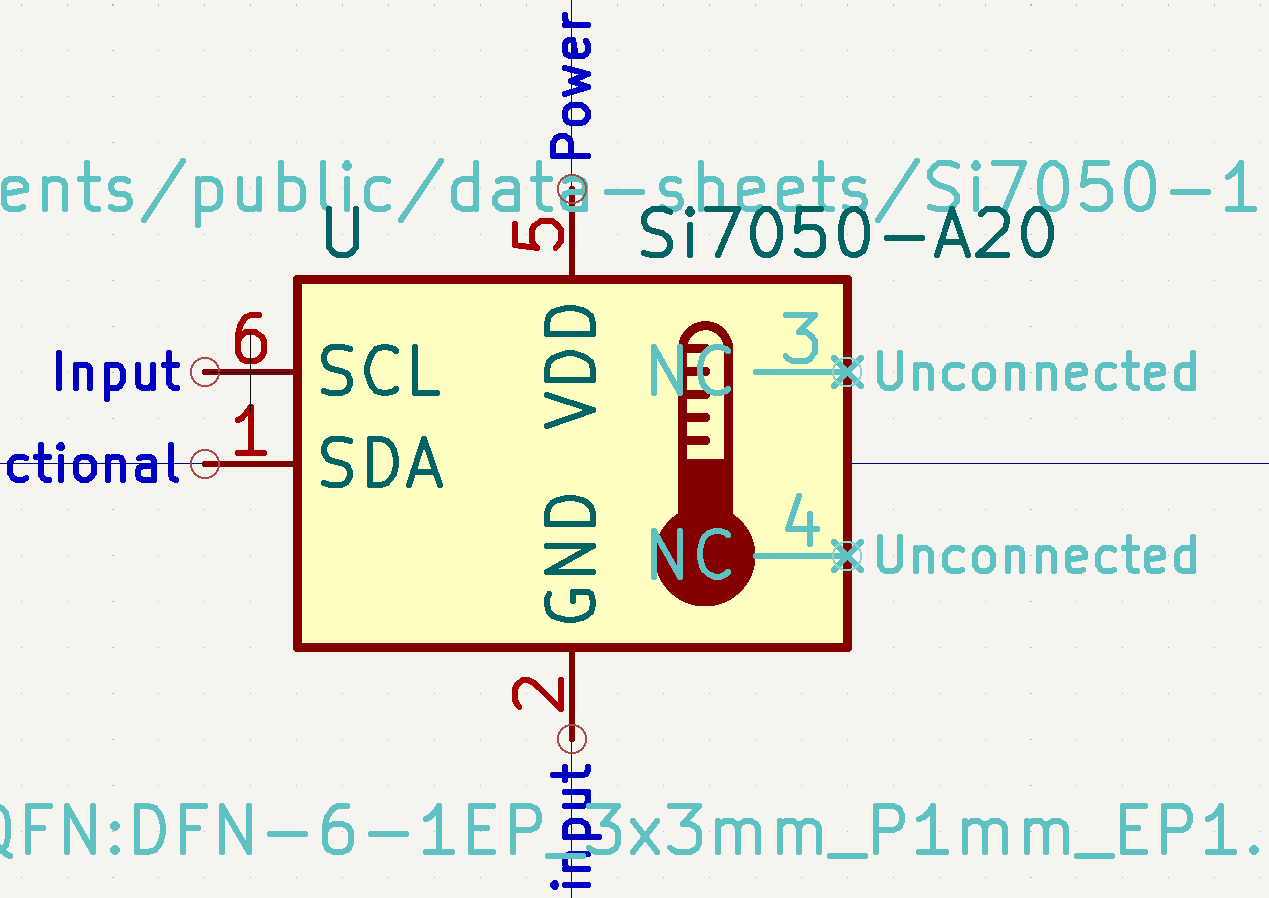 Power
ents/public/data-sheets/Si7050-1
U
5
Si7050-A20
6
3
Input
SCL
VDD
NC
Unconnected
1
ctional
SDA
GND
4
NC
Unconnected
2
input
QFN:DFN-6-1EP_3x3mm_P1mm_EP1.